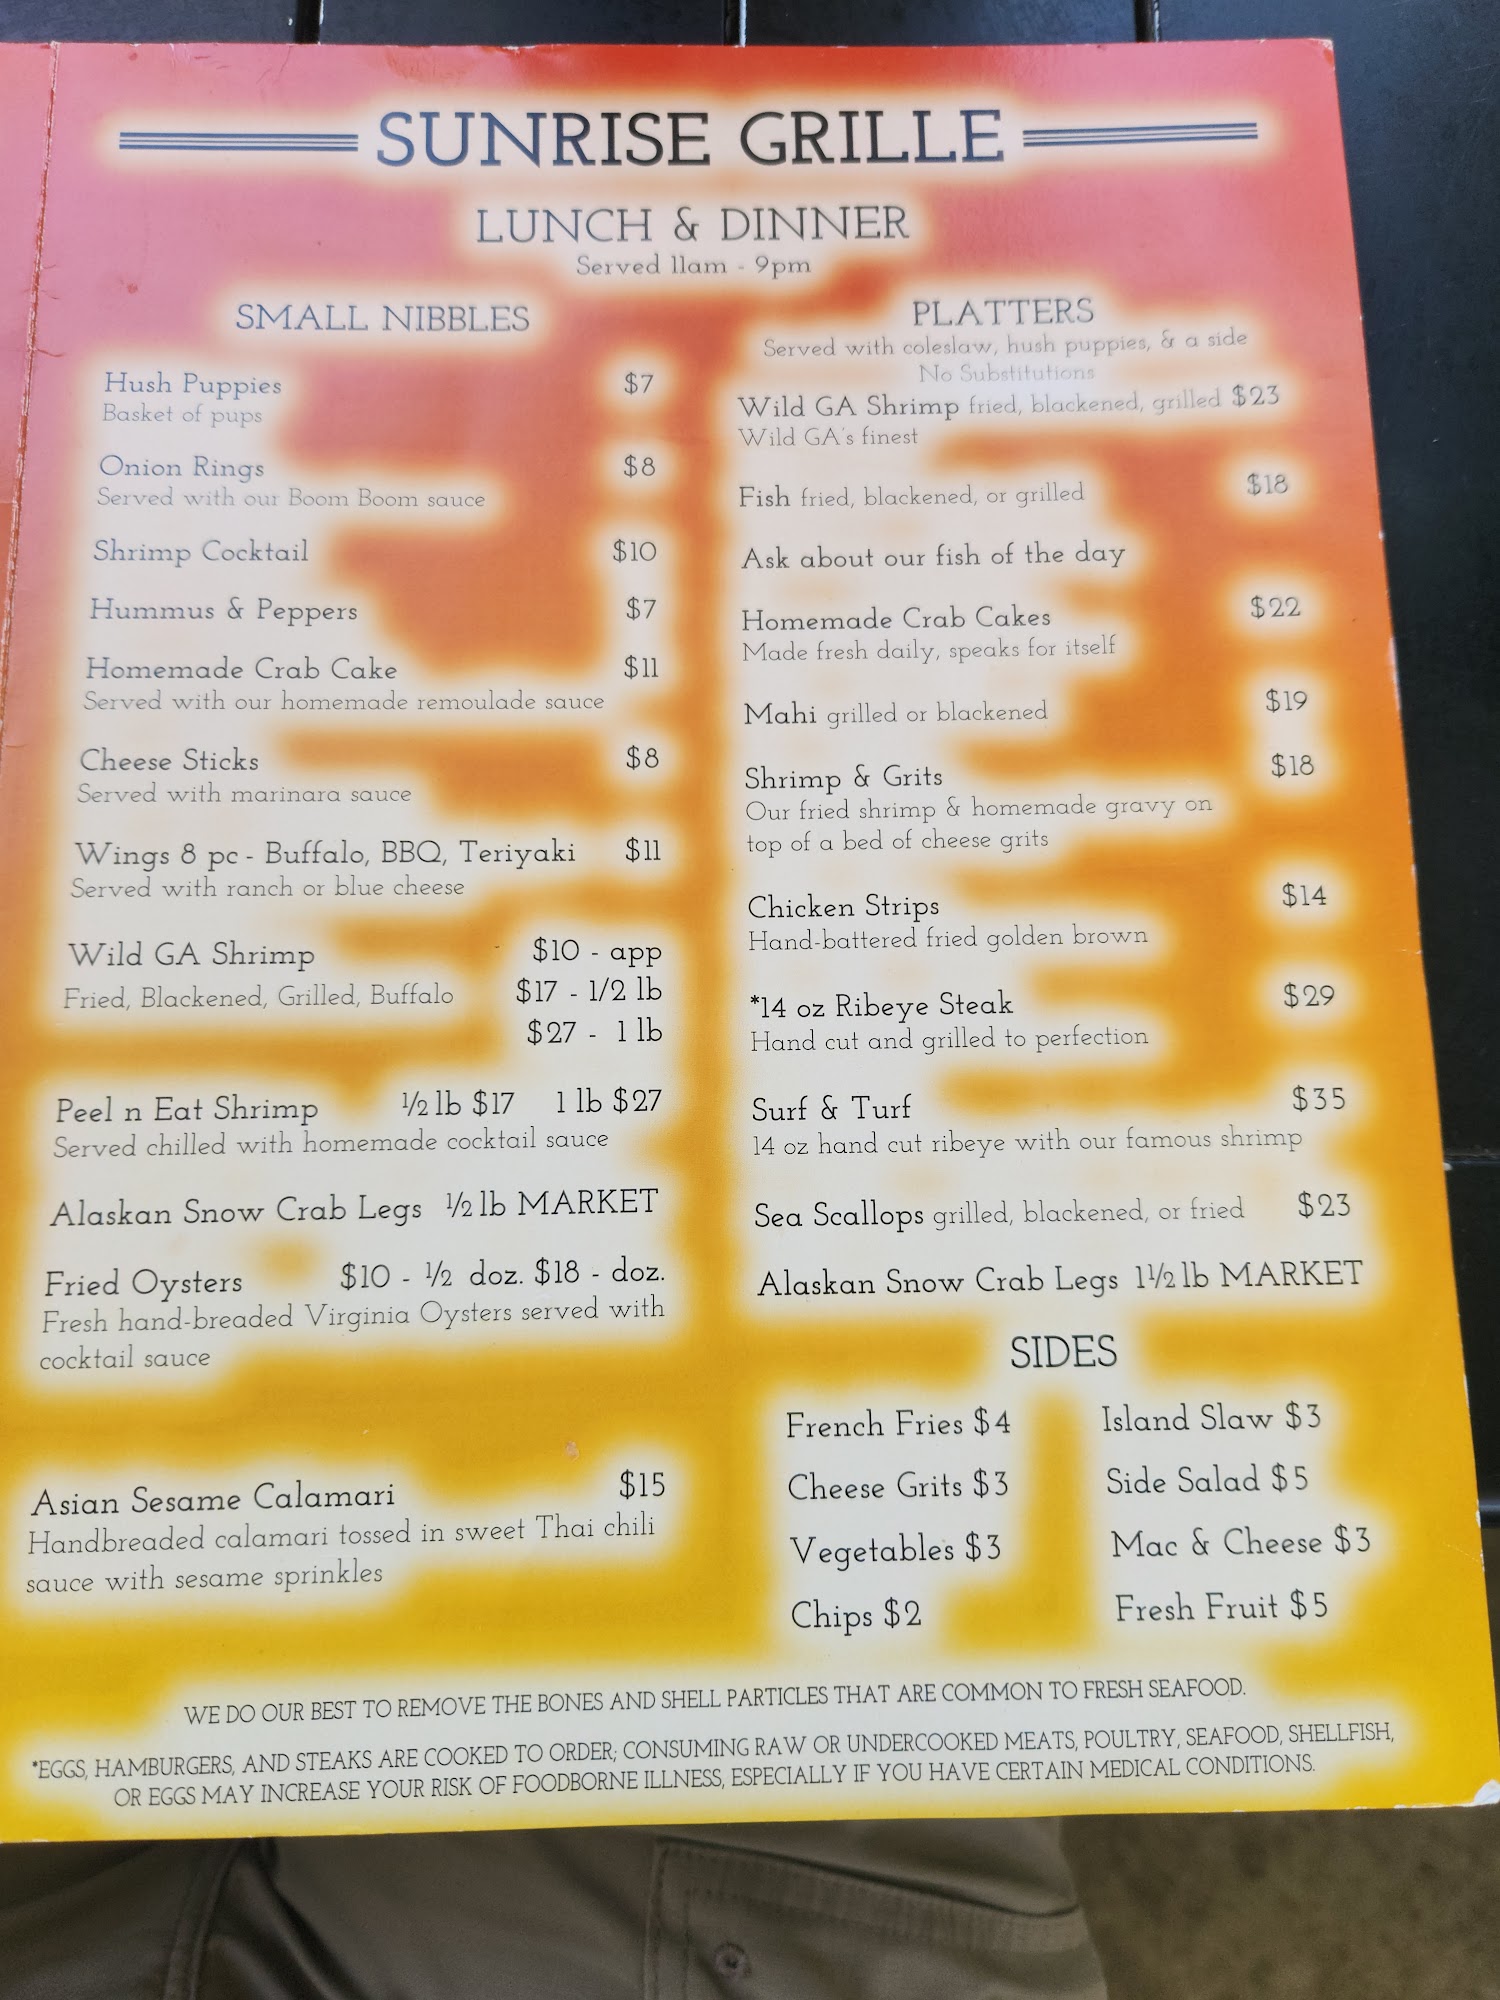 SUNRISE GRILLE
LUNCH & DINNER
Served 11am - 9pm
SMALL NIBBLES
Hush Puppies $7
Basket of pups
Onion Rings $8
Served with our Boom Boom sauce
Shrimp Cocktail $10
Hummus & Peppers $7
Homemade Crab Cake $11
Served with our homemade remoulade sauce
Cheese Sticks $8
Served with marinara sauce
Wings 8 pc - Buffalo, BBQ, Teriyaki $11
Served with ranch or blue cheese
Wild GA Shrimp $10 - app
Fried, Blackened, Grilled, Buffalo $17 - 1/2 lb
$27 - 1 lb
Peel n Eat Shrimp ½ lb $17 1 lb $27
Served chilled with homemade cocktail sauce
Alaskan Snow Crab Legs ½ lb MARKET
Fried Oysters $10 - ½ doz. $18 - doz.
Fresh hand-breaded Virginia Oysters served with
cocktail sauce
Asian Sesame Calamari $15
Handbreaded calamari tossed in sweet Thai chili
sauce with sesame sprinkles
PLATTERS
Served with coleslaw, hush puppies, & a side
No Substitutions
Wild GA Shrimp fried, blackened, grilled $23
Wild GA's finest
Fish fried, blackened, or grilled $18
Ask about our fish of the day
Homemade Crab Cakes $22
Made fresh daily, speaks for itself
Mahi grilled or blackened $19
Shrimp & Grits $18
Our fried shrimp & homemade gravy on
top of a bed of cheese grits
Chicken Strips $14
Hand-battered fried golden brown
*14 oz Ribeye Steak $29
Hand cut and grilled to perfection
Surf & Turf $35
14 oz hand cut ribeye with our famous shrimp
Sea Scallops grilled, blackened, or fried $23
Alaskan Snow Crab Legs 1½ lb MARKET
SIDES
French Fries $4 Island Slaw $3
Cheese Grits $3 Side Salad $5
Vegetables $3 Mac & Cheese $3
Chips $2 Fresh Fruit $5
WE DO OUR BEST TO REMOVE THE BONES AND SHELL PARTICLES THAT ARE COMMON TO FRESH SEAFOOD.
*EGGS, HAMBURGERS, AND STEAKS ARE COOKED TO ORDER; CONSUMING RAW OR UNDERCOOKED MEATS, POULTRY, SEAFOOD, SHELLFISH,
OR EGGS MAY INCREASE YOUR RISK OF FOODBORNE ILLNESS, ESPECIALLY IF YOU HAVE CERTAIN MEDICAL CONDITIONS.